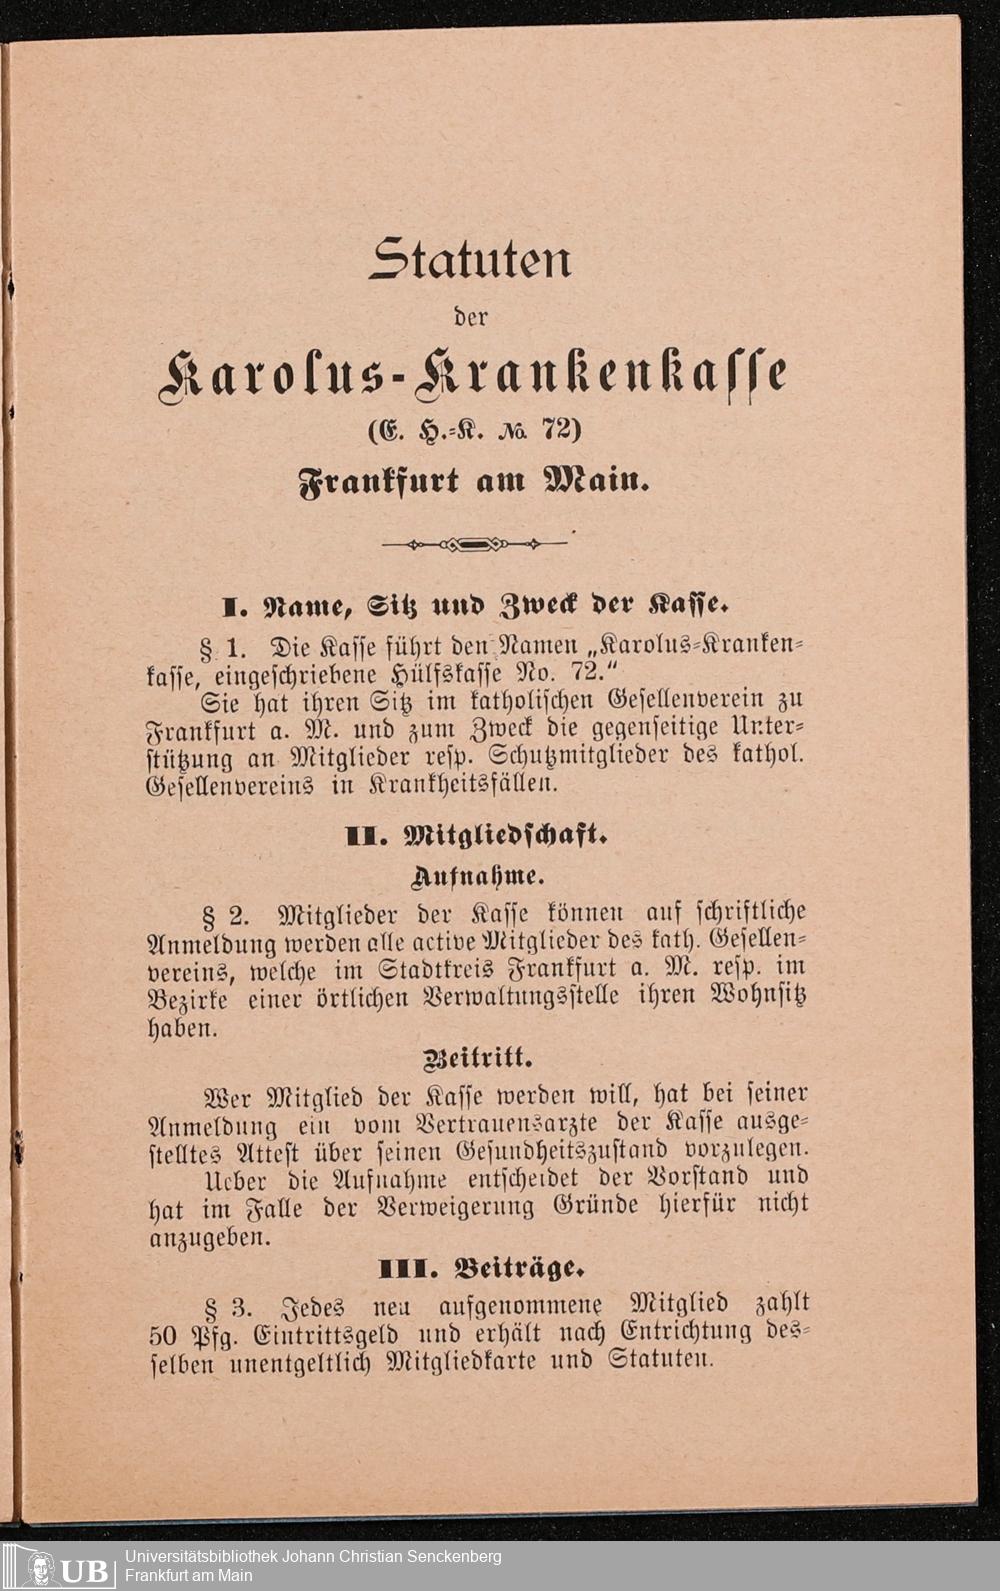 Statuten
der
Karolus-Krankenkasse
(E. H.-K. No. 72)
Frankfurt am Main.
I. Name, Sitz und Zweck der Kasse.
§ 1. Die Kasse führt den Namen „Karolus-Kranken-
kasse, eingeschriebene Hülfskasse No. 72.“
Sie hat ihren Sitz im katholischen Gesellenverein zu
Frankfurt a. M. und zum Zweck die gegenseitige Unter-
stützung an Mitglieder resp. Schutzmitglieder des kathol.
Gesellenvereins in Krankheitsfällen.
II. Mitgliedschaft.
Aufnahme.
§ 2. Mitglieder der Kasse können auf schriftliche
Anmeldung werden alle active Mitglieder des kath. Gesellen-
vereins, welche im Stadtkreis Frankfurt a. M. resp. im
Bezirke einer örtlichen Verwaltungsstelle ihren Wohnsitz
haben.
Beitritt.
Wer Mitglied der Kasse werden will, hat bei seiner
Anmeldung ein vom Vertrauensarzte der Kasse ausge-
stelltes Attest über seinen Gesundheitszustand vorzulegen.
Ueber die Aufnahme entscheidet der Vorstand und
hat im Falle der Verweigerung Gründe hierfür nicht
anzugeben.
III. Beiträge.
§ 3. Jedes neu aufgenommene Mitglied zahlt
50 Pfg. Eintrittsgeld und erhält nach Entrichtung des-
selben unentgeltlich Mitgliedkarte und Statuten.
UB
Universitätsbibliothek Johann Christian Senckenberg
Frankfurt am Main